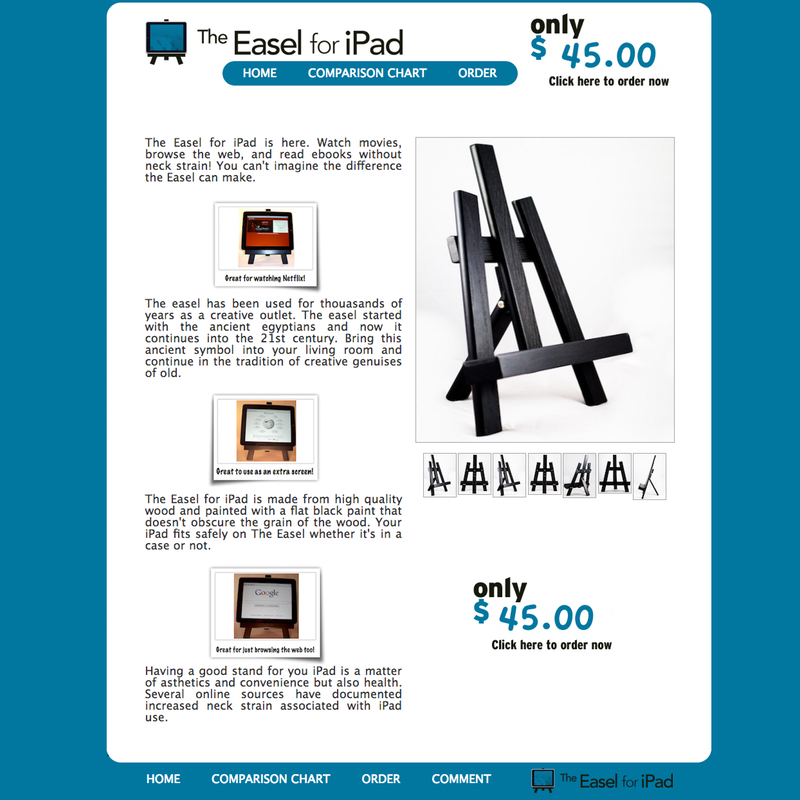 The Easel for iPad
only
$ 45.00
Click here to order now
HOME COMPARISON CHART ORDER
The Easel for iPad is here. Watch movies,
browse the web, and read ebooks without
neck strain! You can't imagine the difference
the Easel can make.
Great for watching Netflix!
The easel has been used for thouasands of
years as a creative outlet. The easel started
with the ancient egyptians and now it
continues into the 21st century. Bring this
ancient symbol into your living room and
continue in the tradition of creative genuises
of old.
Great to use as an extra screen!
The Easel for iPad is made from high quality
wood and painted with a flat black paint that
doesn't obscure the grain of the wood. Your
iPad fits safely on The Easel whether it's in a
case or not.
Google
Great for just browsing the web too!
Having a good stand for you iPad is a matter
of asthetics and convenience but also health.
Several online sources have documented
increased neck strain associated with iPad
use.
only
$ 45.00
Click here to order now
HOME COMPARISON CHART ORDER COMMENT
The Easel for iPad